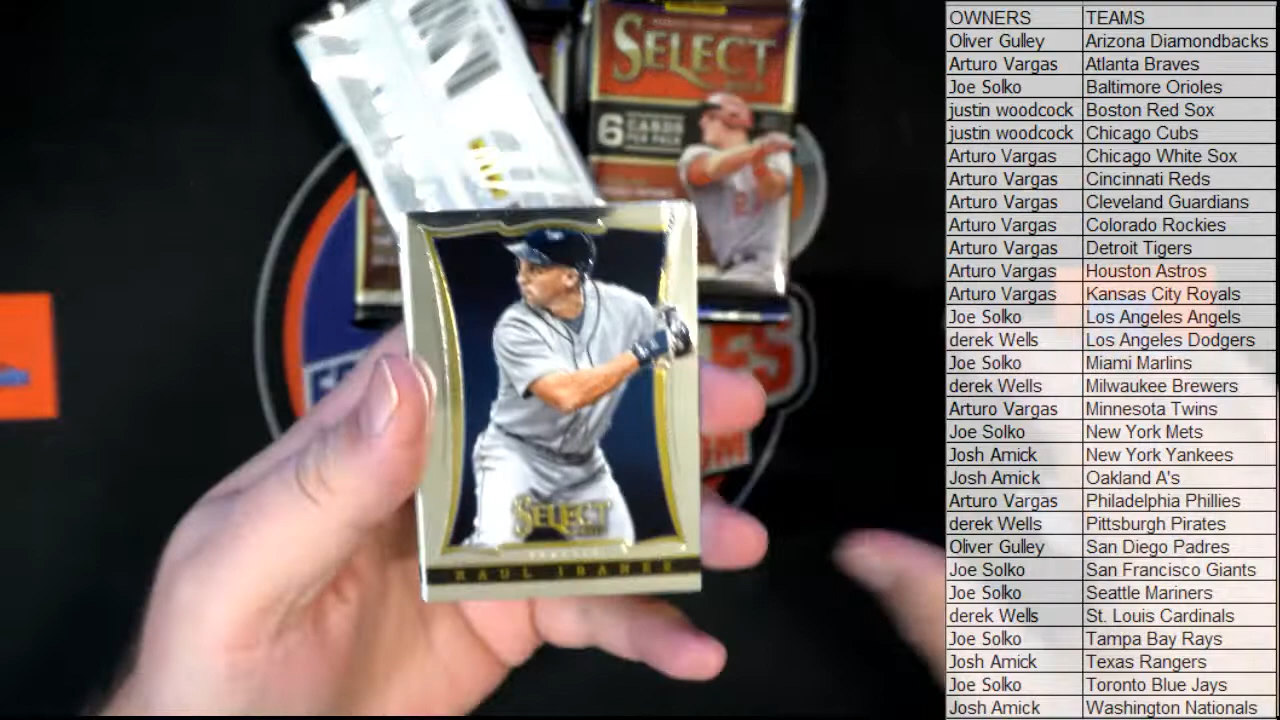 SELECT
6 CARDS
PER PACK
SELECT
RAUL IBANEZ
OWNERS TEAMS
Oliver Gulley Arizona Diamondbacks
Arturo Vargas Atlanta Braves
Joe Solko Baltimore Orioles
justin woodcock Boston Red Sox
justin woodcock Chicago Cubs
Arturo Vargas Chicago White Sox
Arturo Vargas Cincinnati Reds
Arturo Vargas Cleveland Guardians
Arturo Vargas Colorado Rockies
Arturo Vargas Detroit Tigers
Arturo Vargas Houston Astros
Arturo Vargas Kansas City Royals
Joe Solko Los Angeles Angels
derek Wells Los Angeles Dodgers
Joe Solko Miami Marlins
derek Wells Milwaukee Brewers
Arturo Vargas Minnesota Twins
Joe Solko New York Mets
Josh Amick New York Yankees
Josh Amick Oakland A's
Arturo Vargas Philadelphia Phillies
derek Wells Pittsburgh Pirates
Oliver Gulley San Diego Padres
Joe Solko San Francisco Giants
Joe Solko Seattle Mariners
derek Wells St. Louis Cardinals
Joe Solko Tampa Bay Rays
Josh Amick Texas Rangers
Joe Solko Toronto Blue Jays
Josh Amick Washington Nationals